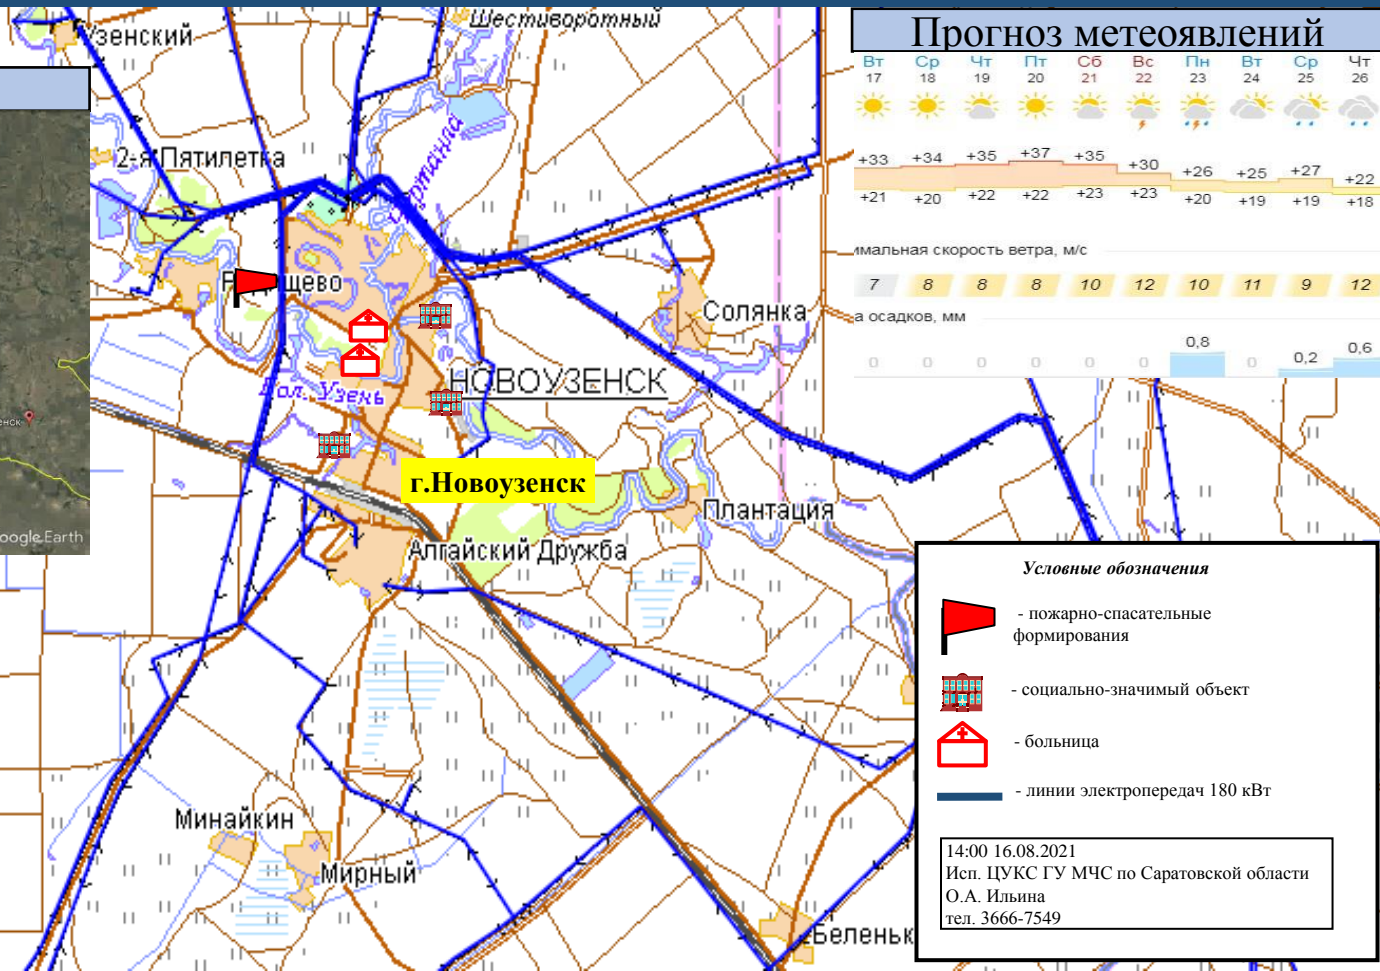 Прогноз метеоявлений
Вт Ср Чт Пт Сб Вс Пн Вт Ср Чт
17 18 19 20 21 22 23 24 25 26
+33 +34 +35 +37 +35 +30 +26 +25 +27 +22
+21 +20 +22 +22 +23 +23 +20 +19 +19 +18
имальная скорость ветра, м/с
7 8 8 8 10 12 10 11 9 12
а осадков, мм
0 0 0 0 0 0 0,8 0 0,2 0,6
Узенский
Шестиворотный
2-я Пятилетка
Солянка
Бол. Узень
НОВОУЗЕНСК
г.Новоузенск
Плантация
Алгайский Дружба
Минайкин
Мирный
Беленьк
oogle Earth
Условные обозначения
- пожарно-спасательные
формирования
- социально-значимый объект
- больница
- линии электропередач 180 кВт
14:00 16.08.2021
Исп. ЦУКС ГУ МЧС по Саратовской области
О.А. Ильина
тел. 3666-7549